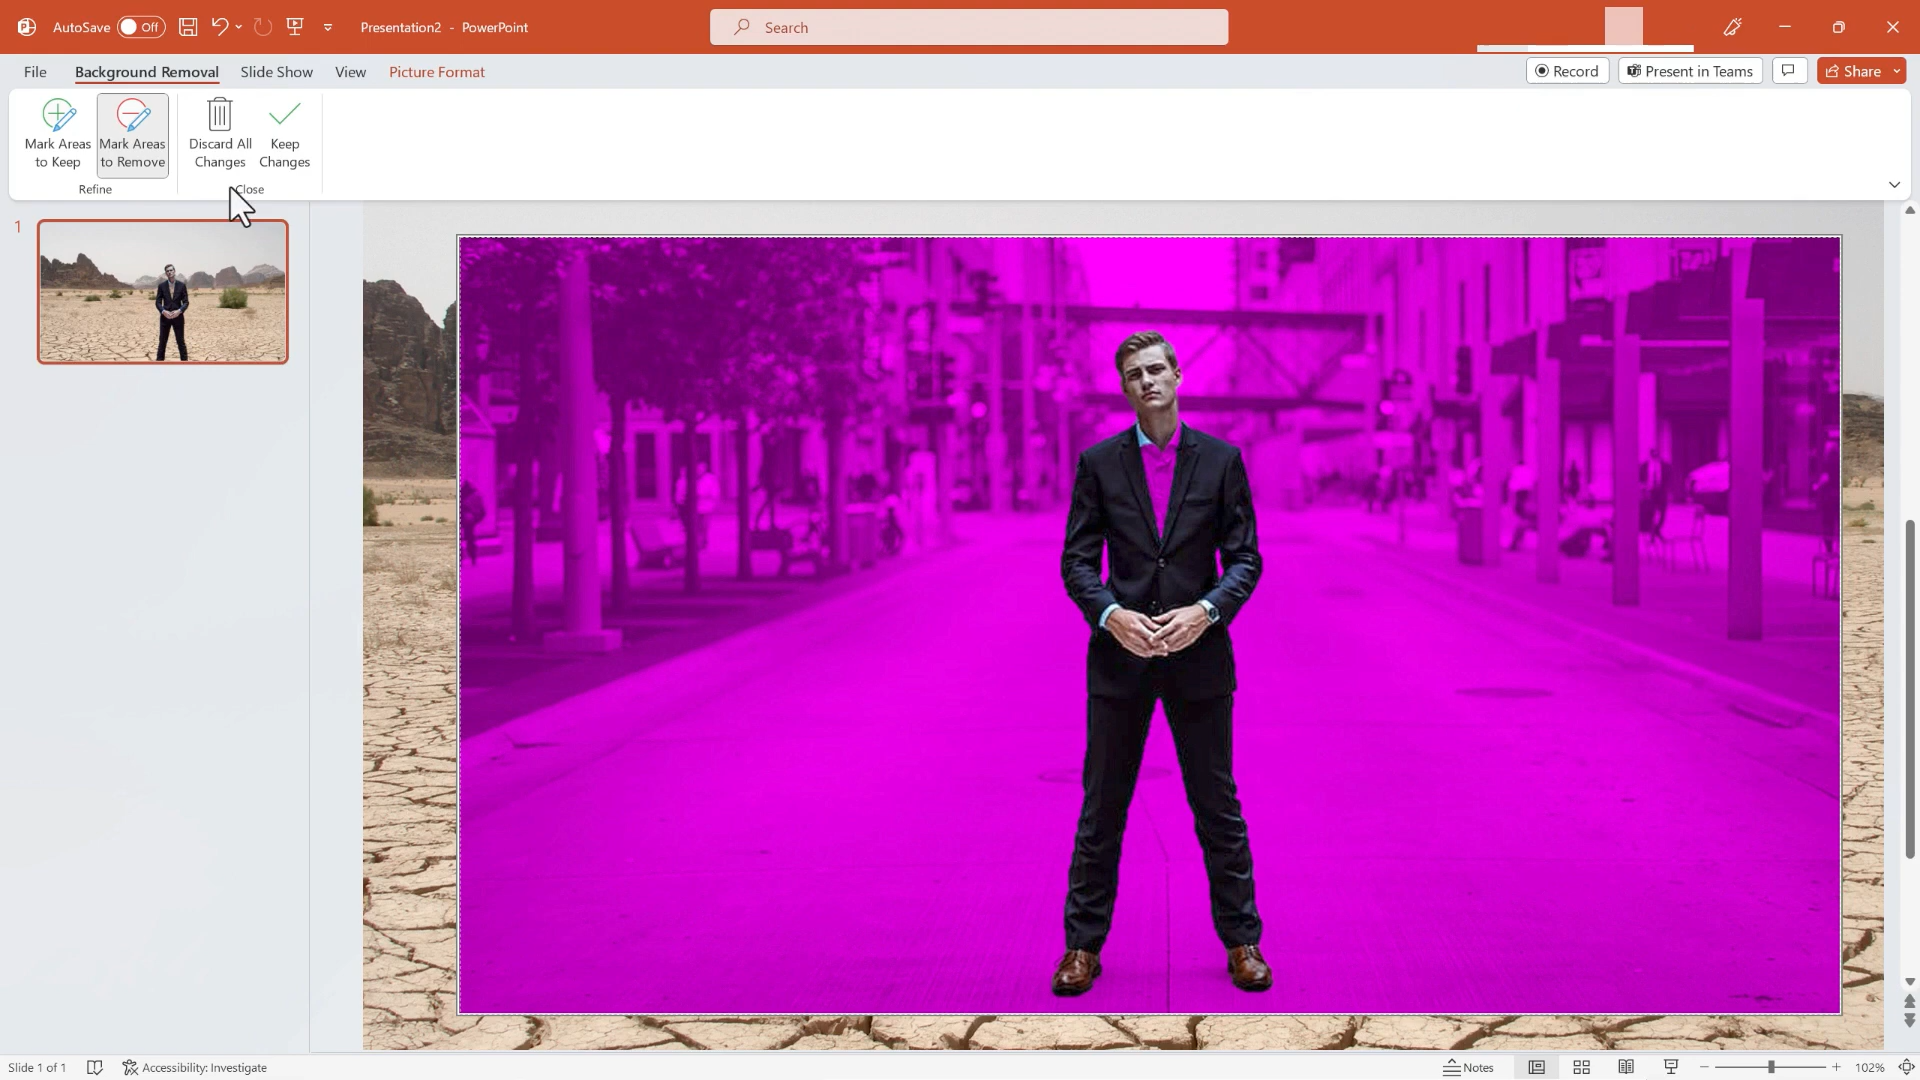 AutoSave Off Presentation2 - PowerPoint Search
File Background Removal Slide Show View Picture Format Record Present in Teams Share
Mark Areas to Keep
Mark Areas to Remove
Discard All Changes
Keep Changes
Refine Close
1
Slide 1 of 1 Accessibility: Investigate Notes 102%